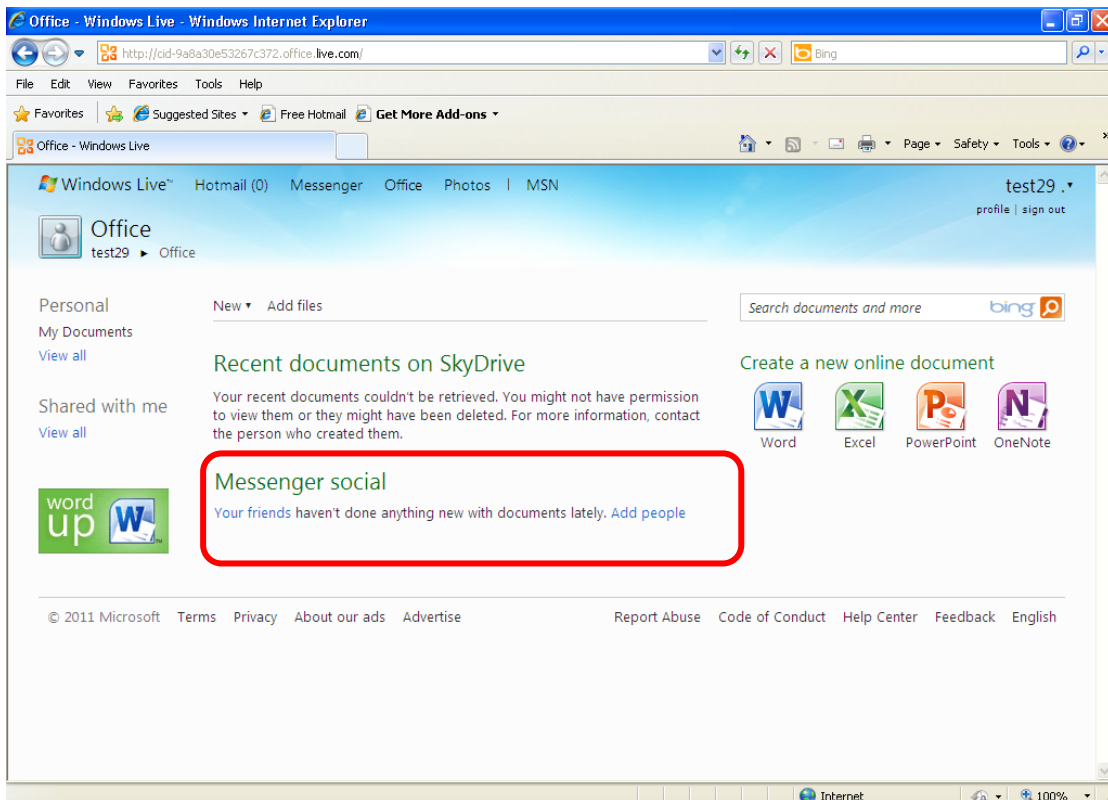 Office - Windows Live - Windows Internet Explorer
http://cid-9a8a30e53267c372.office.live.com/
Bing
File Edit View Favorites Tools Help
Favorites Suggested Sites Free Hotmail Get More Add-ons
Office - Windows Live
Page Safety Tools
Windows Live™ Hotmail (0) Messenger Office Photos | MSN
test29 .
profile | sign out
Office
test29 ► Office
Personal
My Documents
View all
Shared with me
View all
word up
New Add files
Recent documents on SkyDrive
Your recent documents couldn't be retrieved. You might not have permission
to view them or they might have been deleted. For more information, contact
the person who created them.
Messenger social
Your friends haven't done anything new with documents lately. Add people
Search documents and more bing
Create a new online document
Word Excel PowerPoint OneNote
© 2011 Microsoft Terms Privacy About our ads Advertise Report Abuse Code of Conduct Help Center Feedback English
Internet 100%